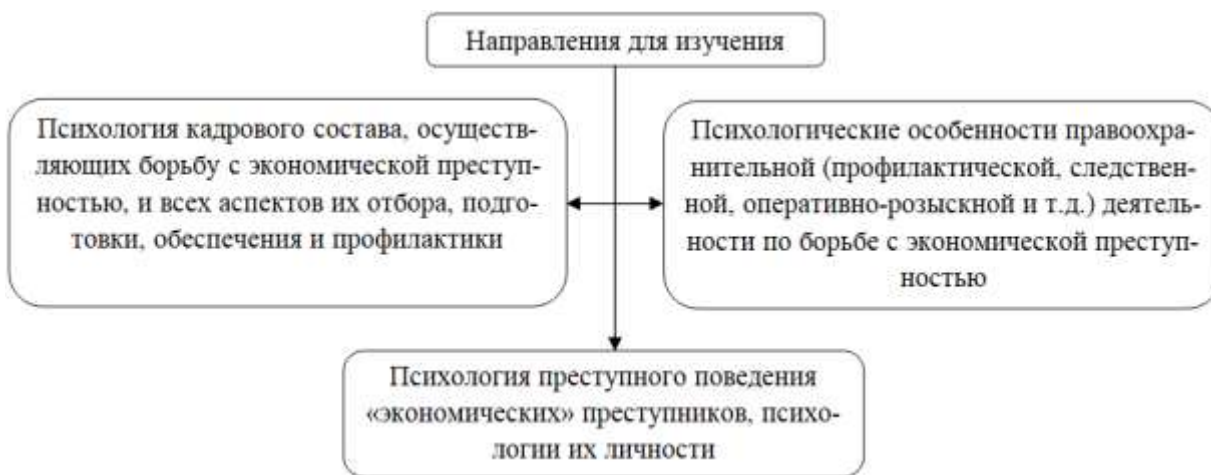 Направления для изучения
Психология кадрового состава, осуществ-
ляющих борьбу с экономической преступ-
ностью, и всех аспектов их отбора, подго-
товки, обеспечения и профилактики
Психологические особенности правоохра-
нительной (профилактической, следствен-
ной, оперативно-розыскной и т.д.) деятель-
ности по борьбе с экономической преступ-
ностью
Психология преступного поведения
«экономических» преступников, психо-
логии их личности